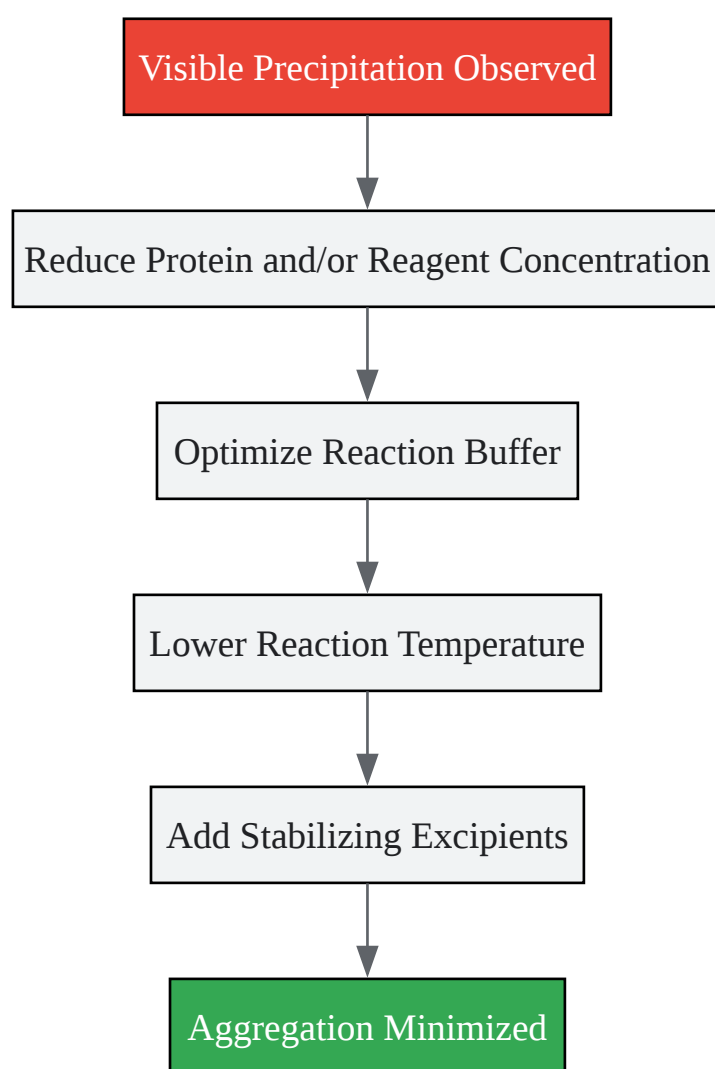 Visible Precipitation Observed
Reduce Protein and/or Reagent Concentration
Optimize Reaction Buffer
Lower Reaction Temperature
Add Stabilizing Excipients
Aggregation Minimized